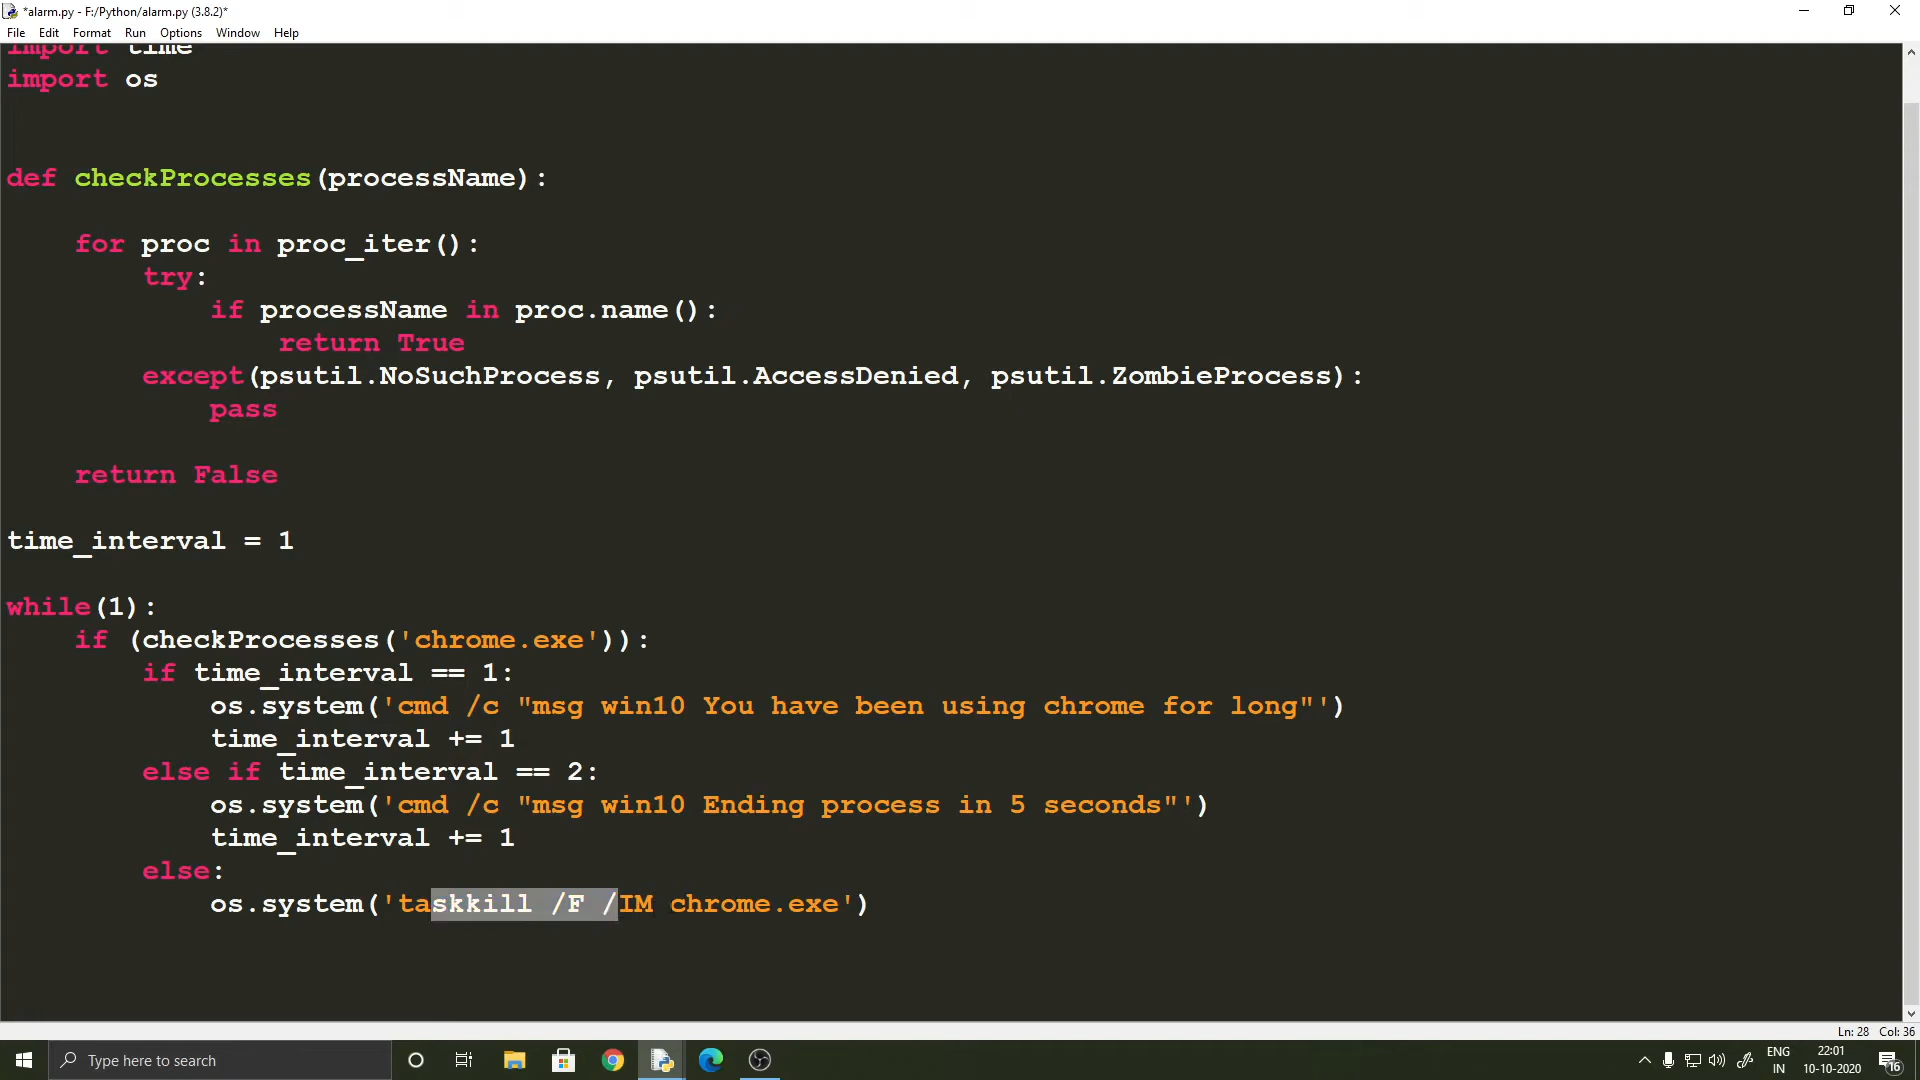 *alarm.py - F:/Python/alarm.py (3.8.2)*
File Edit Format Run Options Window Help
import time
import os
def checkProcesses(processName):
for proc in proc_iter():
try:
if processName in proc.name():
return True
except(psutil.NoSuchProcess, psutil.AccessDenied, psutil.ZombieProcess):
pass
return False
time_interval = 1
while(1):
if (checkProcesses('chrome.exe')):
if time_interval == 1:
os.system('cmd /c "msg win10 You have been using chrome for long"')
time_interval += 1
else if time_interval == 2:
os.system('cmd /c "msg win10 Ending process in 5 seconds"')
time_interval += 1
else:
os.system('taskkill /F /IM chrome.exe')
Ln: 28 Col: 36
Type here to search
ENG
IN
22:01
10-10-2020
16